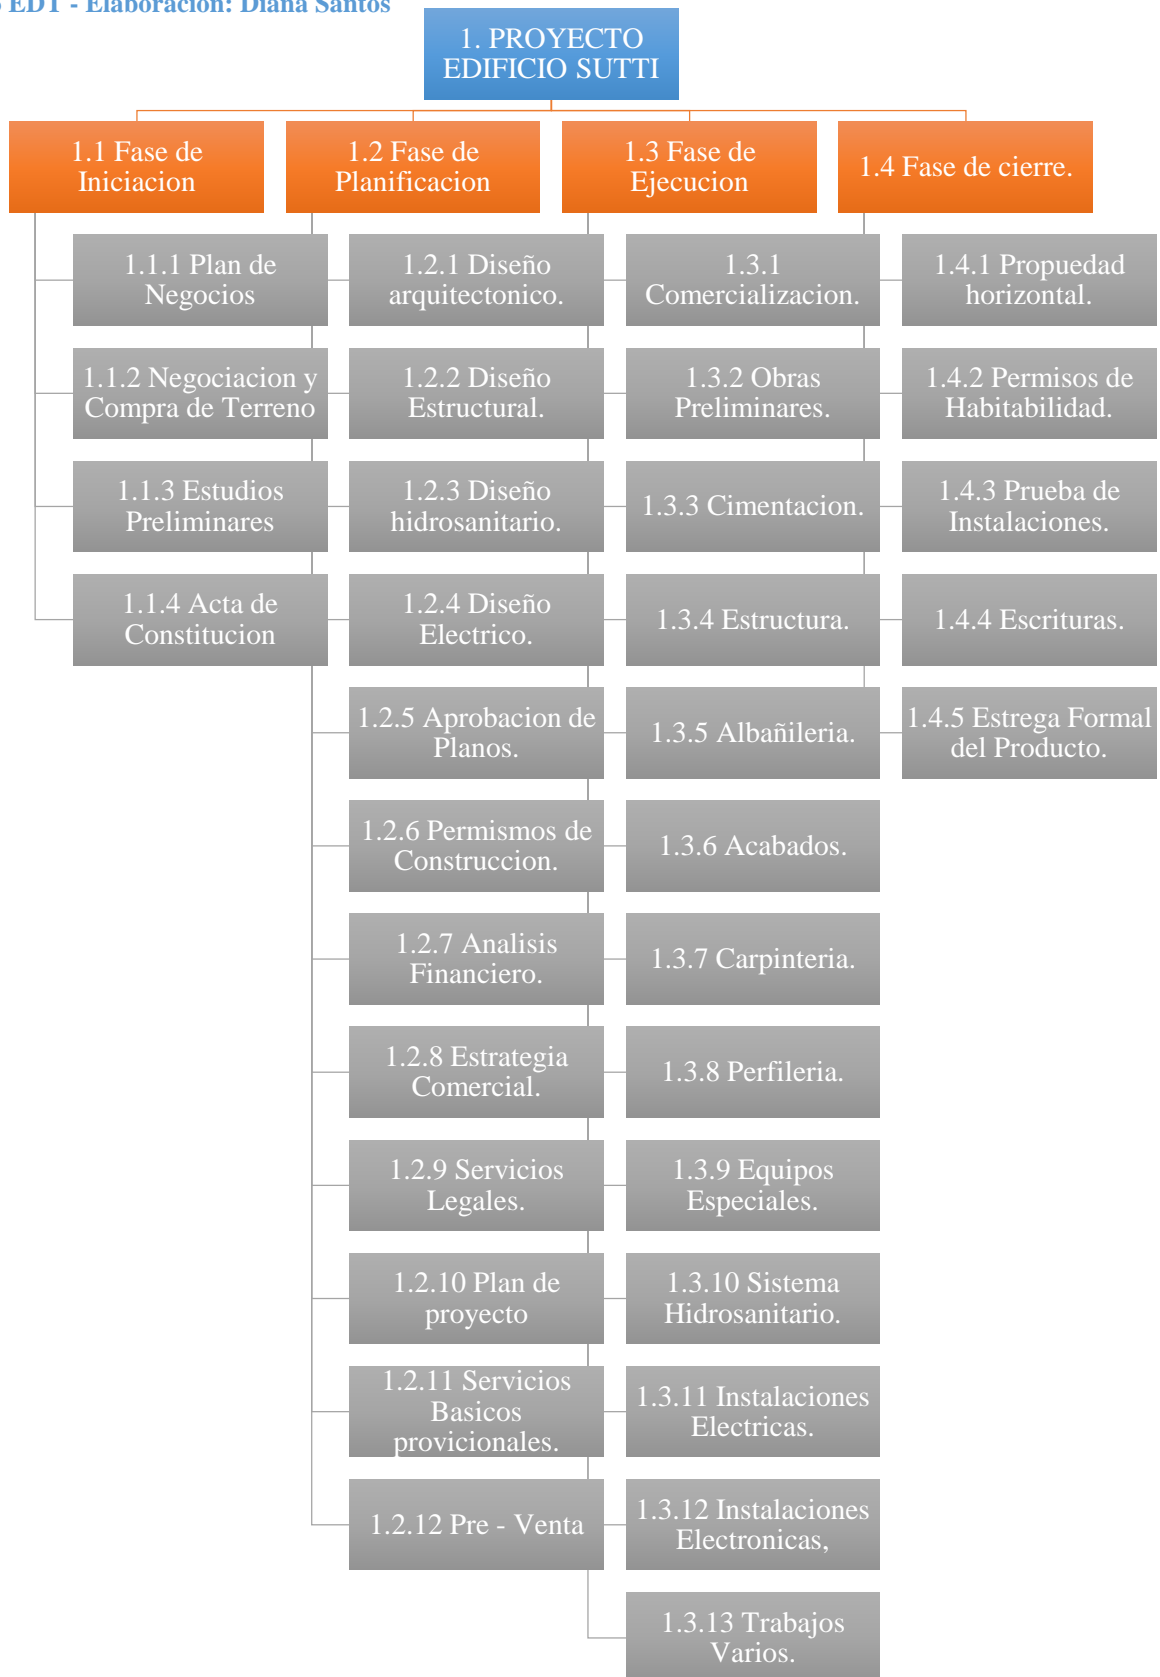 EDT - Elaboración: Diana Santos
1. PROYECTO
EDIFICIO SUTTI
1.1 Fase de
Iniciacion
1.1.1 Plan de
Negocios
1.1.2 Negociacion y
Compra de Terreno
1.1.3 Estudios
Preliminares
1.1.4 Acta de
Constitucion
1.2 Fase de
Planificacion
1.2.1 Diseño
arquitectonico.
1.2.2 Diseño
Estructural.
1.2.3 Diseño
hidrosanitario.
1.2.4 Diseño
Electrico.
1.2.5 Aprobacion de
Planos.
1.2.6 Permismos de
Construccion.
1.2.7 Analisis
Financiero.
1.2.8 Estrategia
Comercial.
1.2.9 Servicios
Legales.
1.2.10 Plan de
proyecto
1.2.11 Servicios
Basicos
provicionales.
1.2.12 Pre - Venta
1.3 Fase de
Ejecucion
1.3.1
Comercializacion.
1.3.2 Obras
Preliminares.
1.3.3 Cimentacion.
1.3.4 Estructura.
1.3.5 Albañileria.
1.3.6 Acabados.
1.3.7 Carpinteria.
1.3.8 Perfileria.
1.3.9 Equipos
Especiales.
1.3.10 Sistema
Hidrosanitario.
1.3.11 Instalaciones
Electricas.
1.3.12 Instalaciones
Electronicas,
1.3.13 Trabajos
Varios.
1.4 Fase de cierre.
1.4.1 Propuedad
horizontal.
1.4.2 Permisos de
Habitabilidad.
1.4.3 Prueba de
Instalaciones.
1.4.4 Escrituras.
1.4.5 Estrega Formal
del Producto.